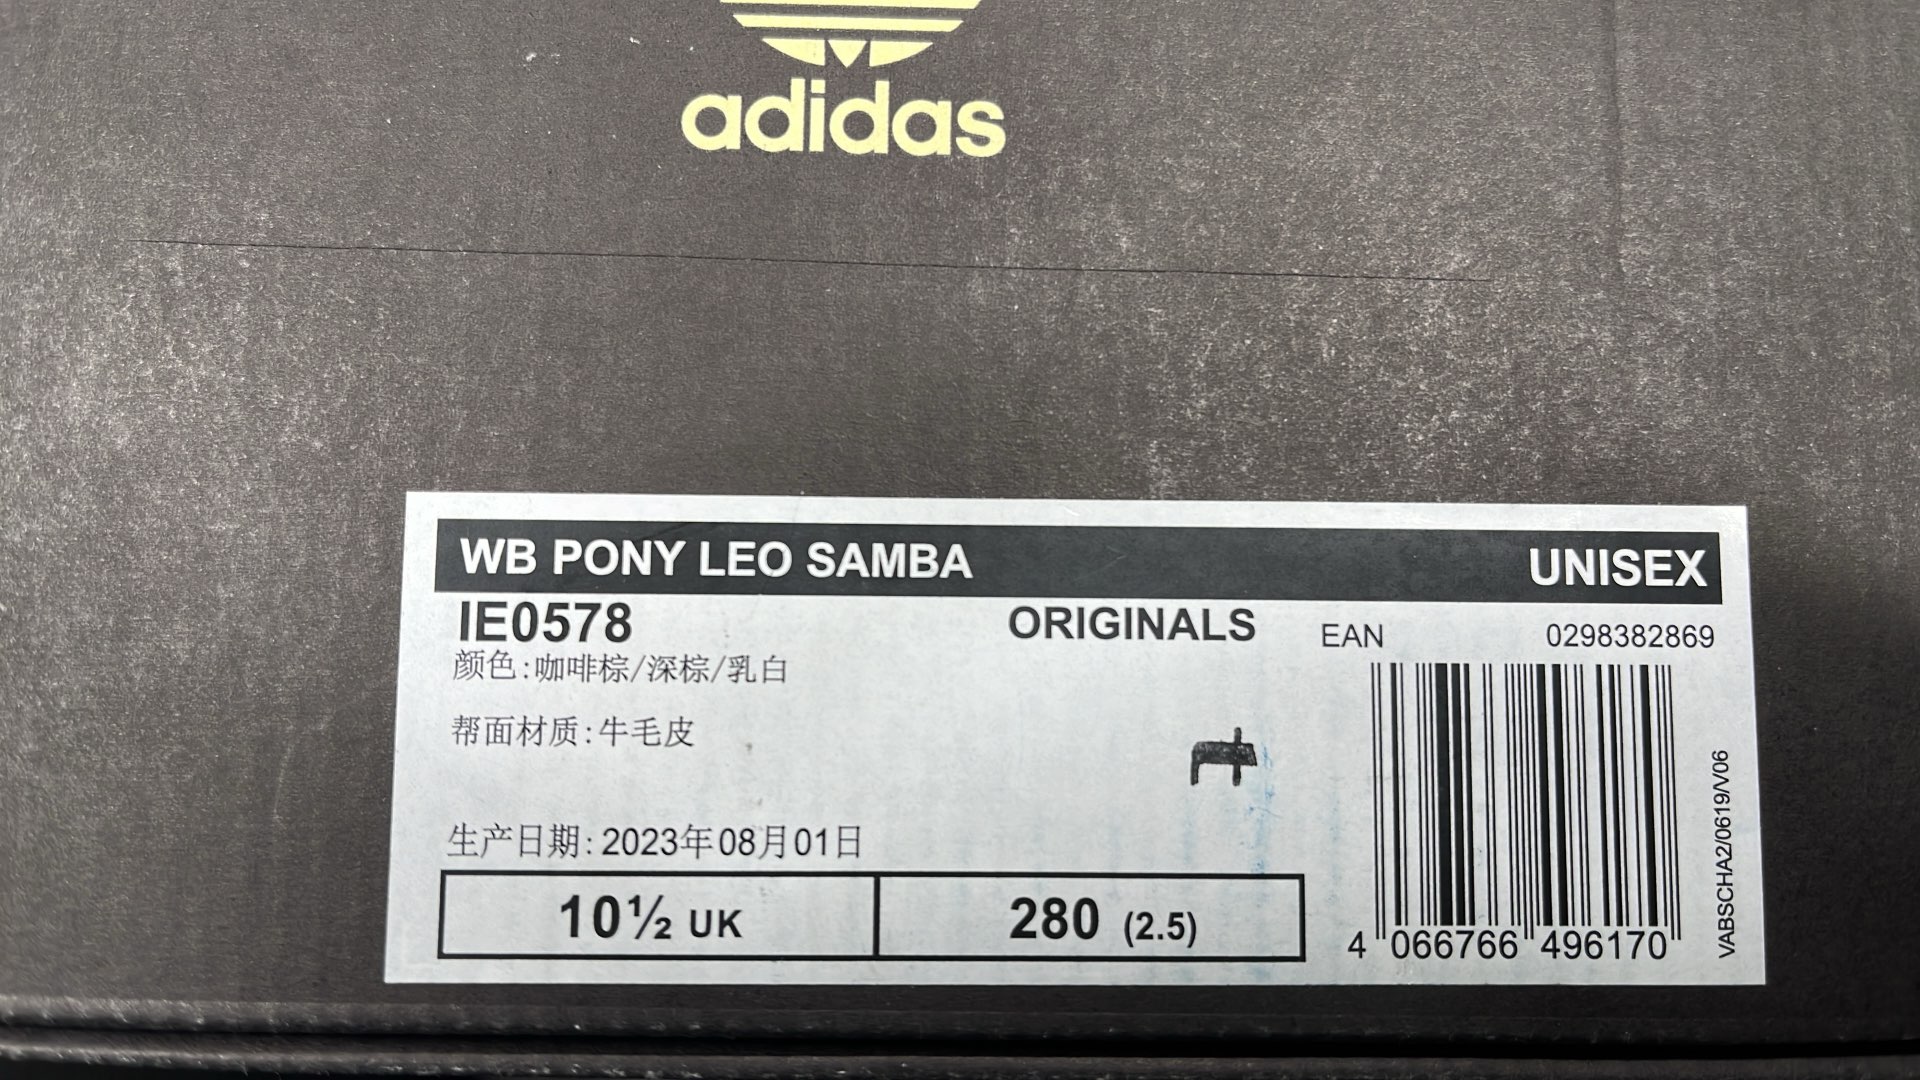 adidas
WB PONY LEO SAMBA UNISEX
IE0578 ORIGINALS EAN 0298382869
颜色:咖啡棕/深棕/乳白
帮面材质:牛毛皮
生产日期:2023年08月01日
10½ UK 280 (2.5)
4 066766 496170
VABSCHA2/0619/V06